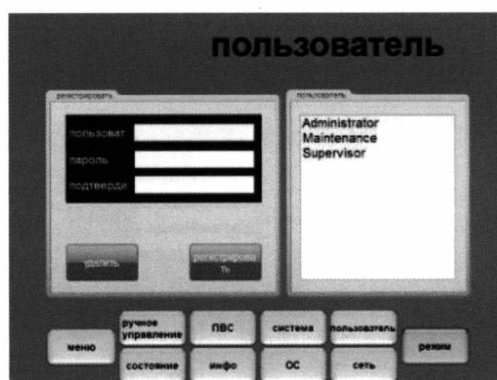 пользователь
регистрировать
пользоват
пароль
подтверди
удалить
регистрирова
ть
пользователь
Administrator
Maintenance
Supervisor
меню
ручное
управление
ПВС
система
пользователь
режим
состояние
инфо
ОС
сеть